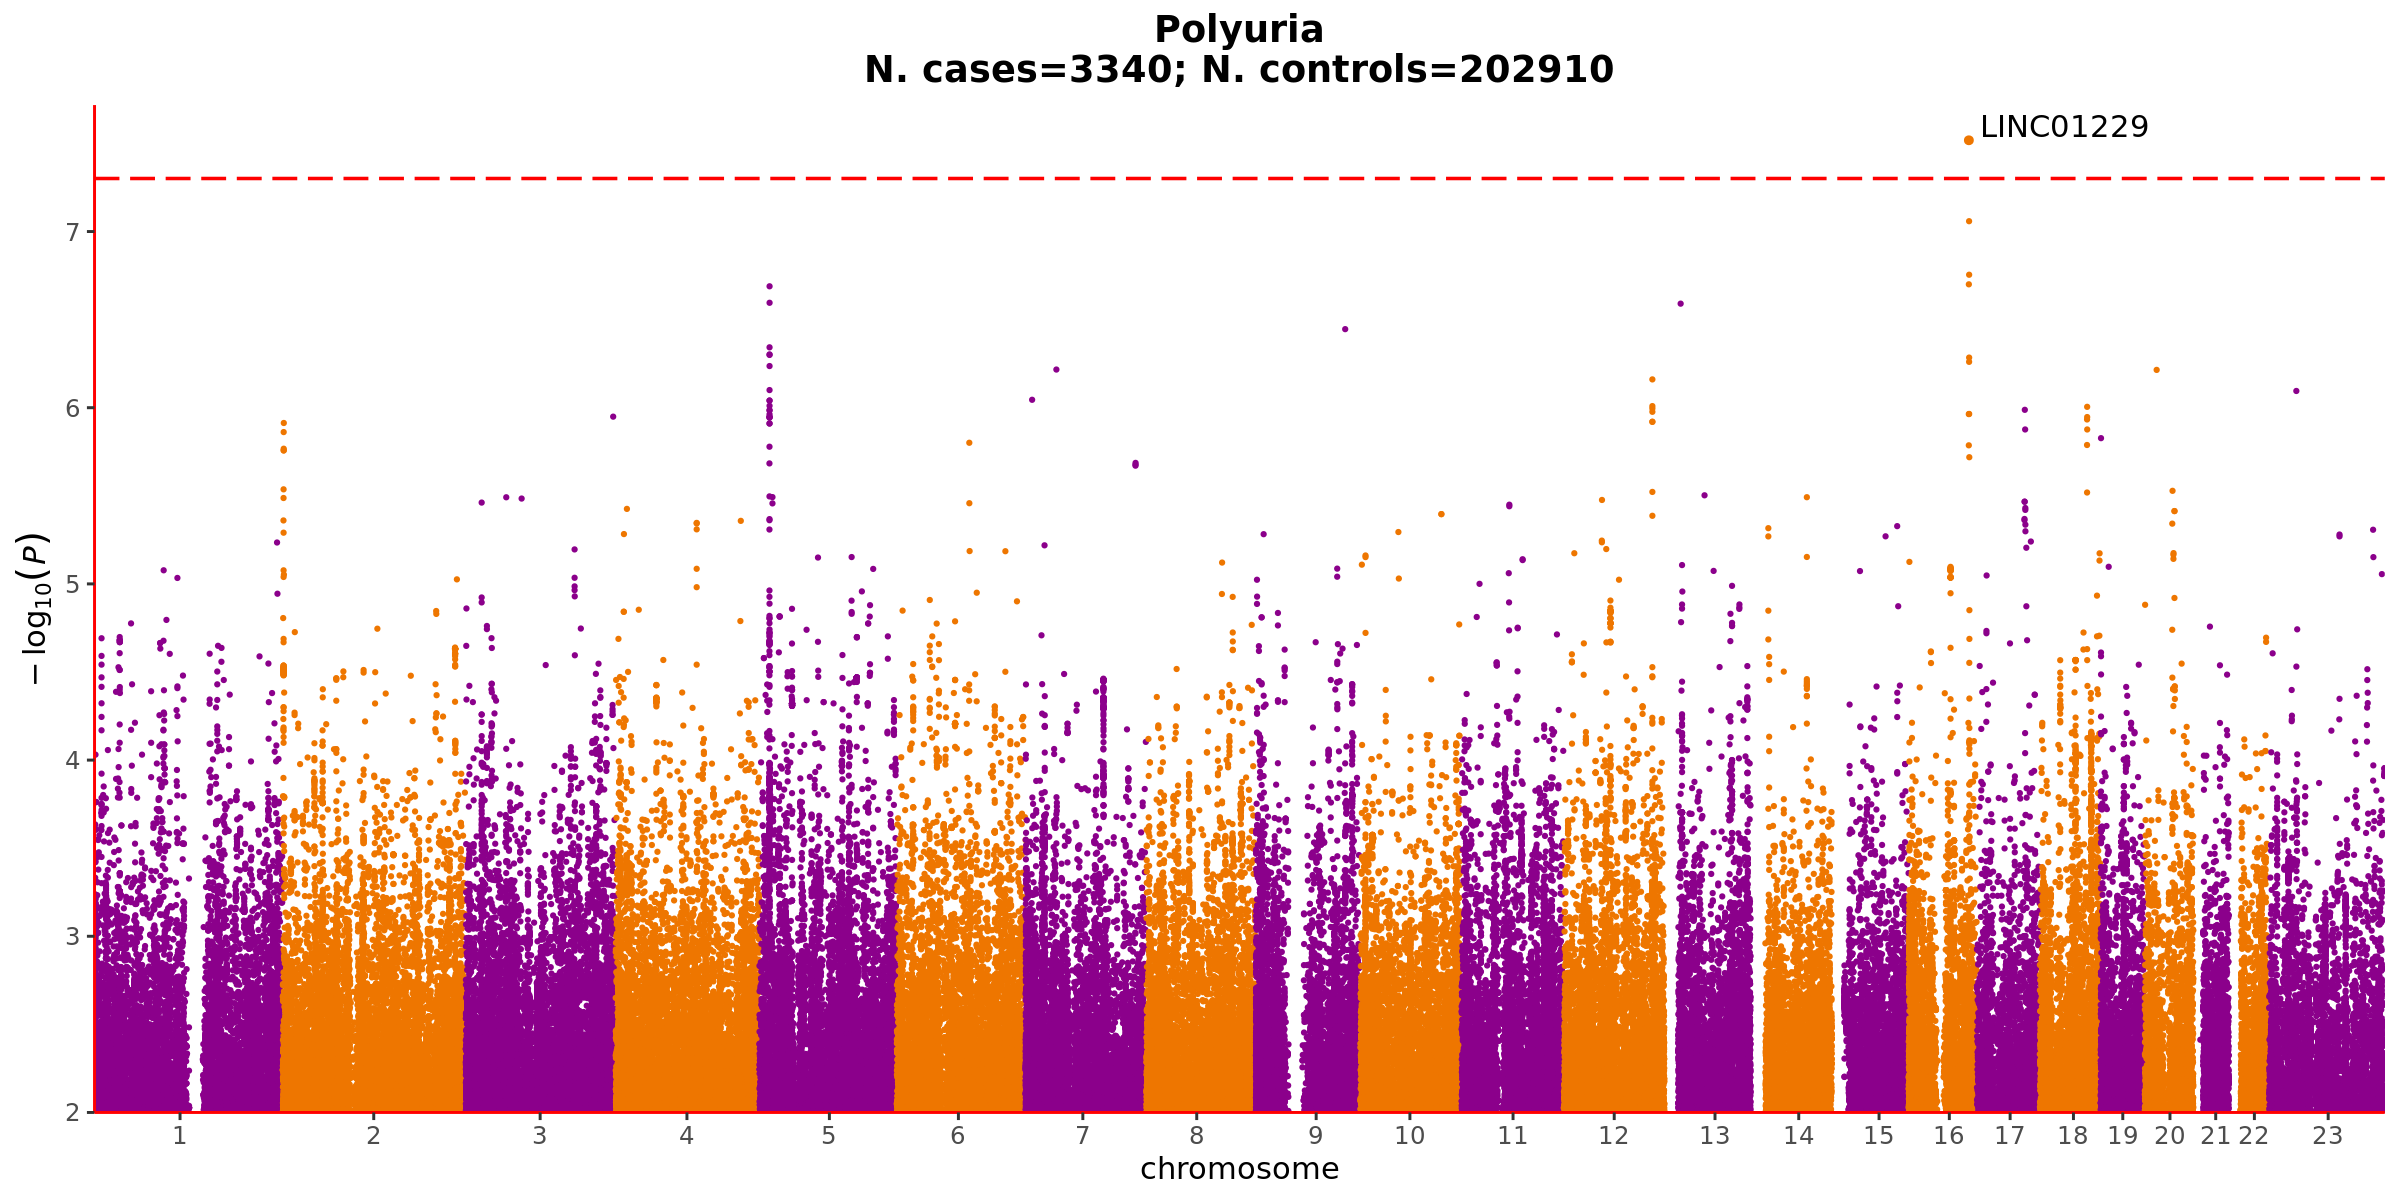 Polyuria
N. cases=3340; N. controls=202910
LINC01229
7
6
5
4
3
2
−log10(P)
1 2 3 4 5 6 7 8 9 10 11 12 13 14 15 16 17 18 19 20 21 22 23
chromosome